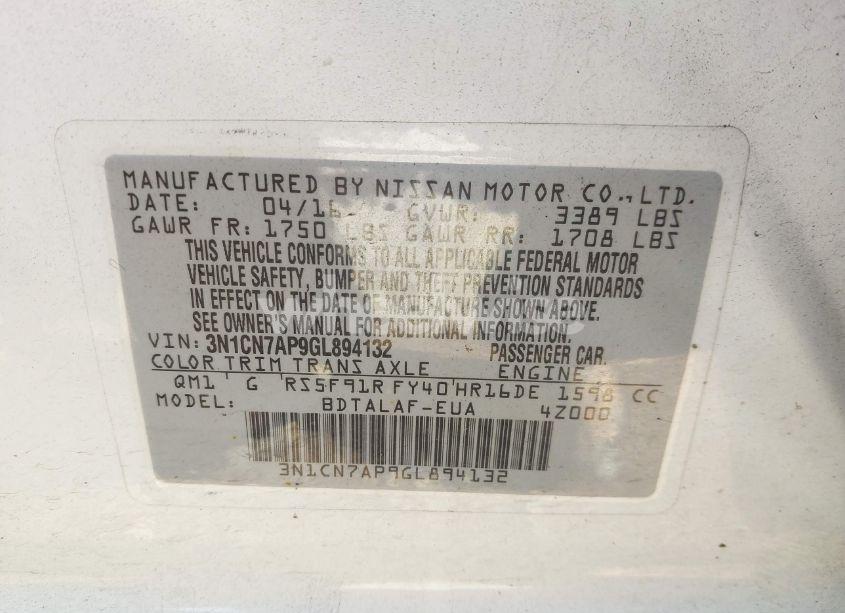 MANUFACTURED BY NISSAN MOTOR CO., LTD.
DATE: 04/16 GVWR: 3389 LBS
GAWR FR: 1750 LBS GAWR RR: 1708 LBS
THIS VEHICLE CONFORMS TO ALL APPLICABLE FEDERAL MOTOR
VEHICLE SAFETY, BUMPER AND THEFT PREVENTION STANDARDS
IN EFFECT ON THE DATE OF MANUFACTURE SHOWN ABOVE.
SEE OWNER'S MANUAL FOR ADDITIONAL INFORMATION.
VIN: 3N1CN7AP9GL894132 PASSENGER CAR.
COLOR TRIM TRANS AXLE ENGINE
QM1 G RS5F91R FY40 HR16DE 1598 CC
MODEL: BDTALAF-EUA 4Z000
3N1CN7AP9GL894132